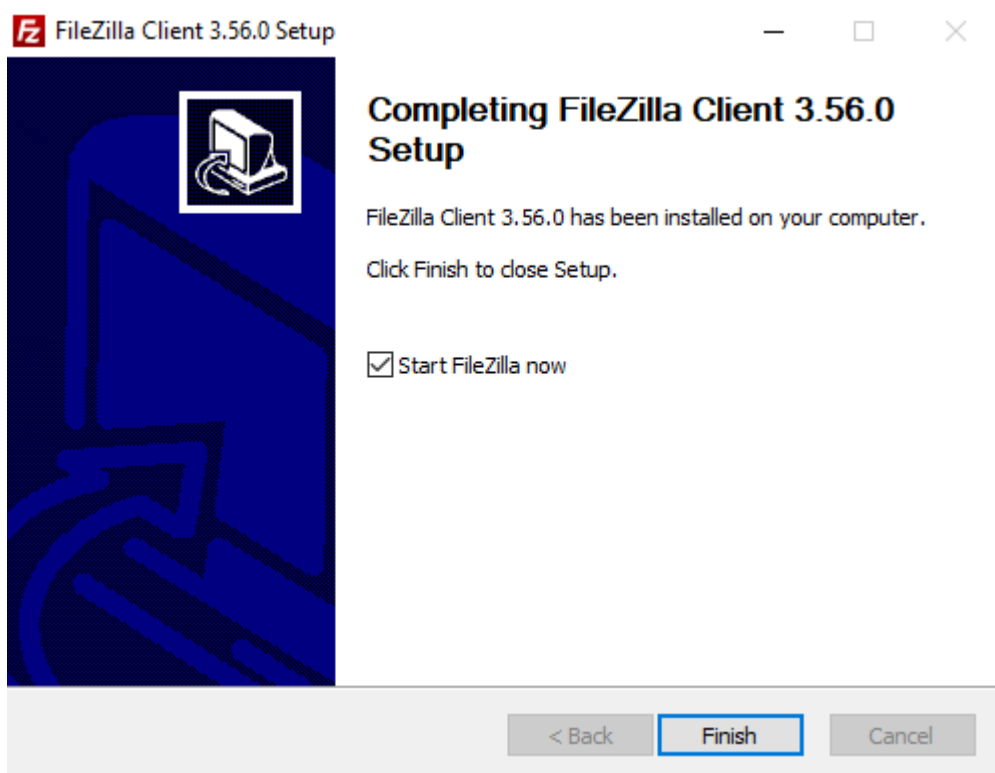 FileZilla Client 3.56.0 Setup
Completing FileZilla Client 3.56.0
Setup
FileZilla Client 3.56.0 has been installed on your computer.
Click Finish to close Setup.
Start FileZilla now
< Back
Finish
Cancel